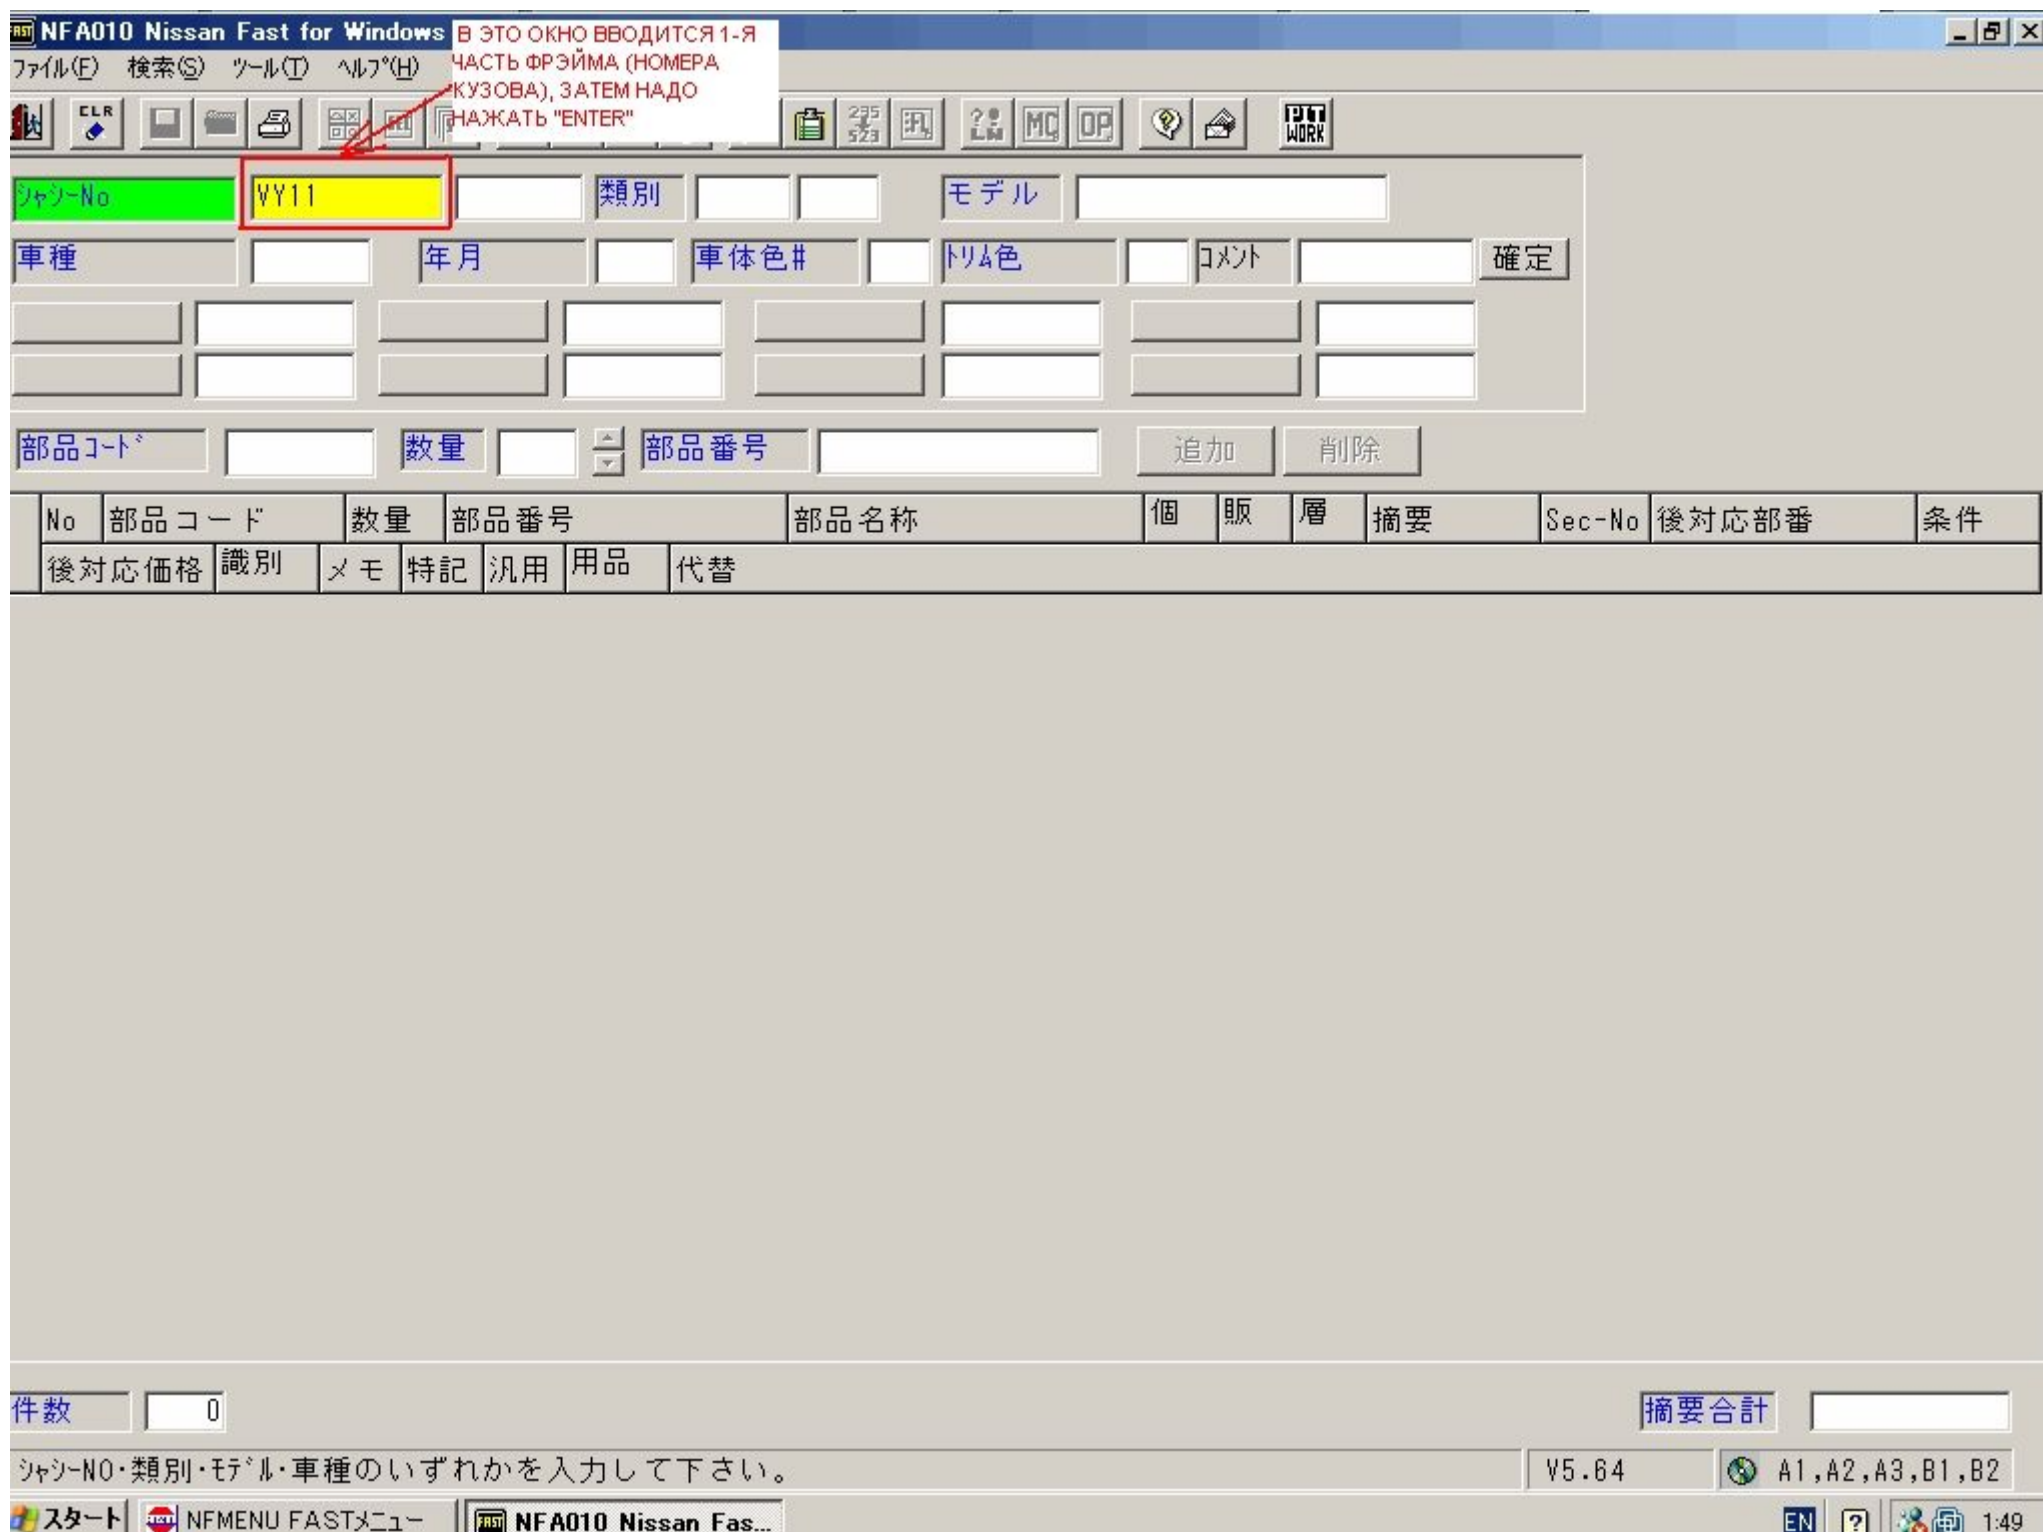 NFA010 Nissan Fast for Windows
В ЭТО ОКНО ВВОДИТСЯ 1-Я
ЧАСТЬ ФРЭЙМА (НОМЕРА
КУЗОВА), ЗАТЕМ НАДО
НАЖАТЬ "ENTER"
ファイル(F) 検索(S) ツール(T) ヘルプ(H)
CLR
295 523
MC OP
WORK
シャシーNo VY11 類別 モデル
車種 年月 車体色# トリム色 コメント 確定
部品コード 数量 部品番号 追加 削除
No 部品コード 数量 部品番号 部品名称 個 販 層 摘要 Sec-No 後対応部番 条件
後対応価格 識別 メモ 特記 汎用 用品 代替
件数 0 摘要合計
シャシーNO・類別・モデル・車種のいずれかを入力して下さい。 V5.64 A1,A2,A3,B1,B2
スタート NFMENU FASTメニュー FAST NFA010 Nissan Fas... EN ? 1:49